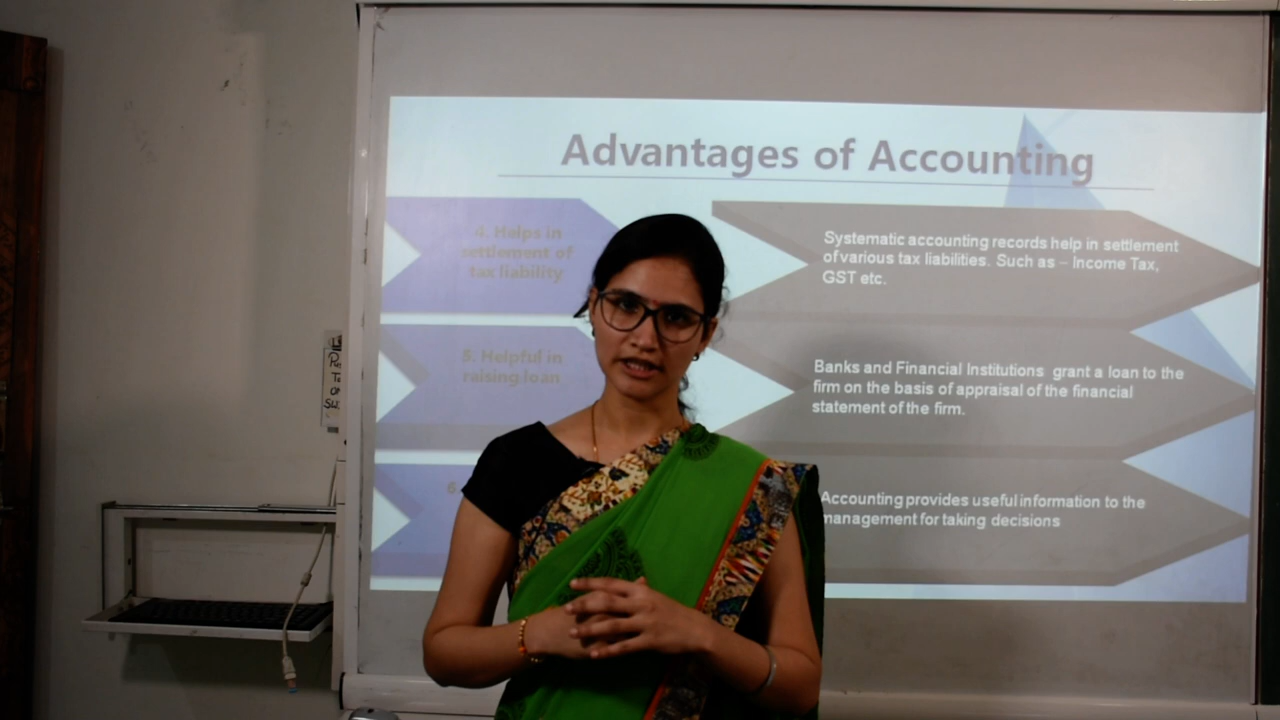 Advantages of Accounting
4. Helps in
settlement of
tax liability
Systematic accounting records help in settlement
of various tax liabilities. Such as – Income Tax,
GST etc.
5. Helpful in
raising loan
Banks and Financial Institutions grant a loan to the
firm on the basis of appraisal of the financial
statement of the firm.
6.
Accounting provides useful information to the
management for taking decisions